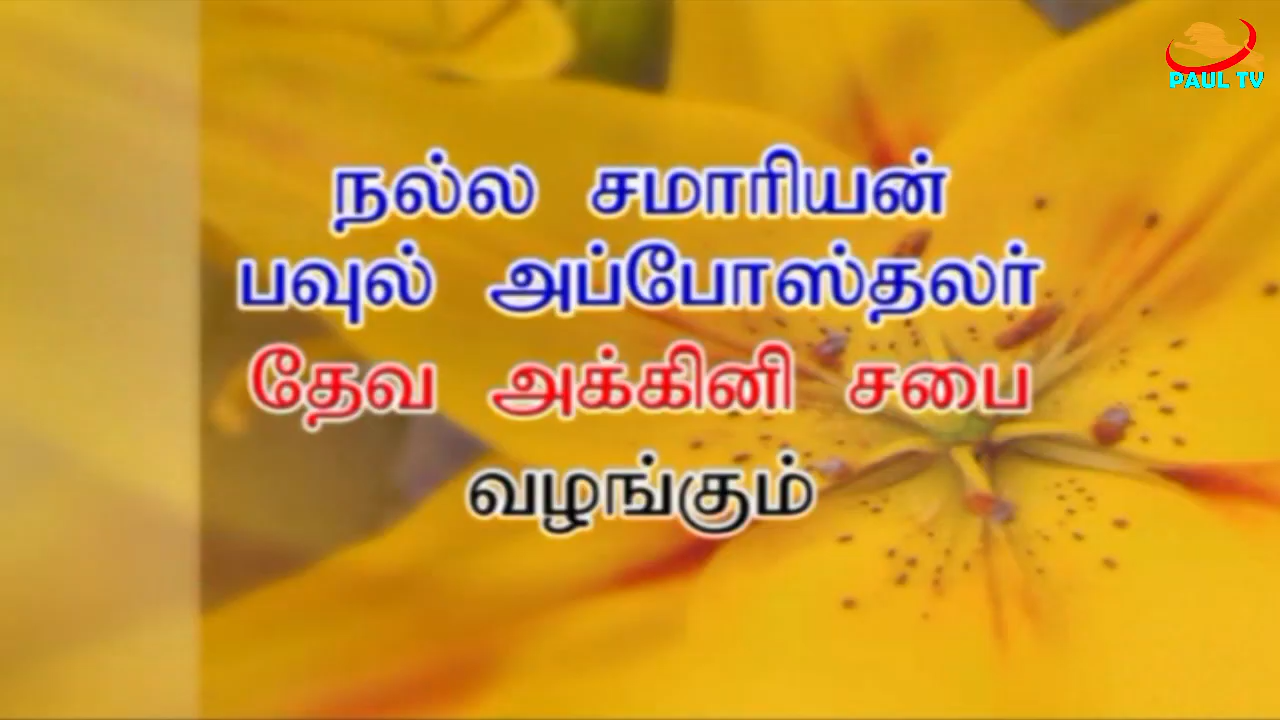 PAUL TV
நல்ல சமாரியன்
பவுல் அப்போஸ்தலர்
தேவ அக்கினி சபை
வழங்கும்